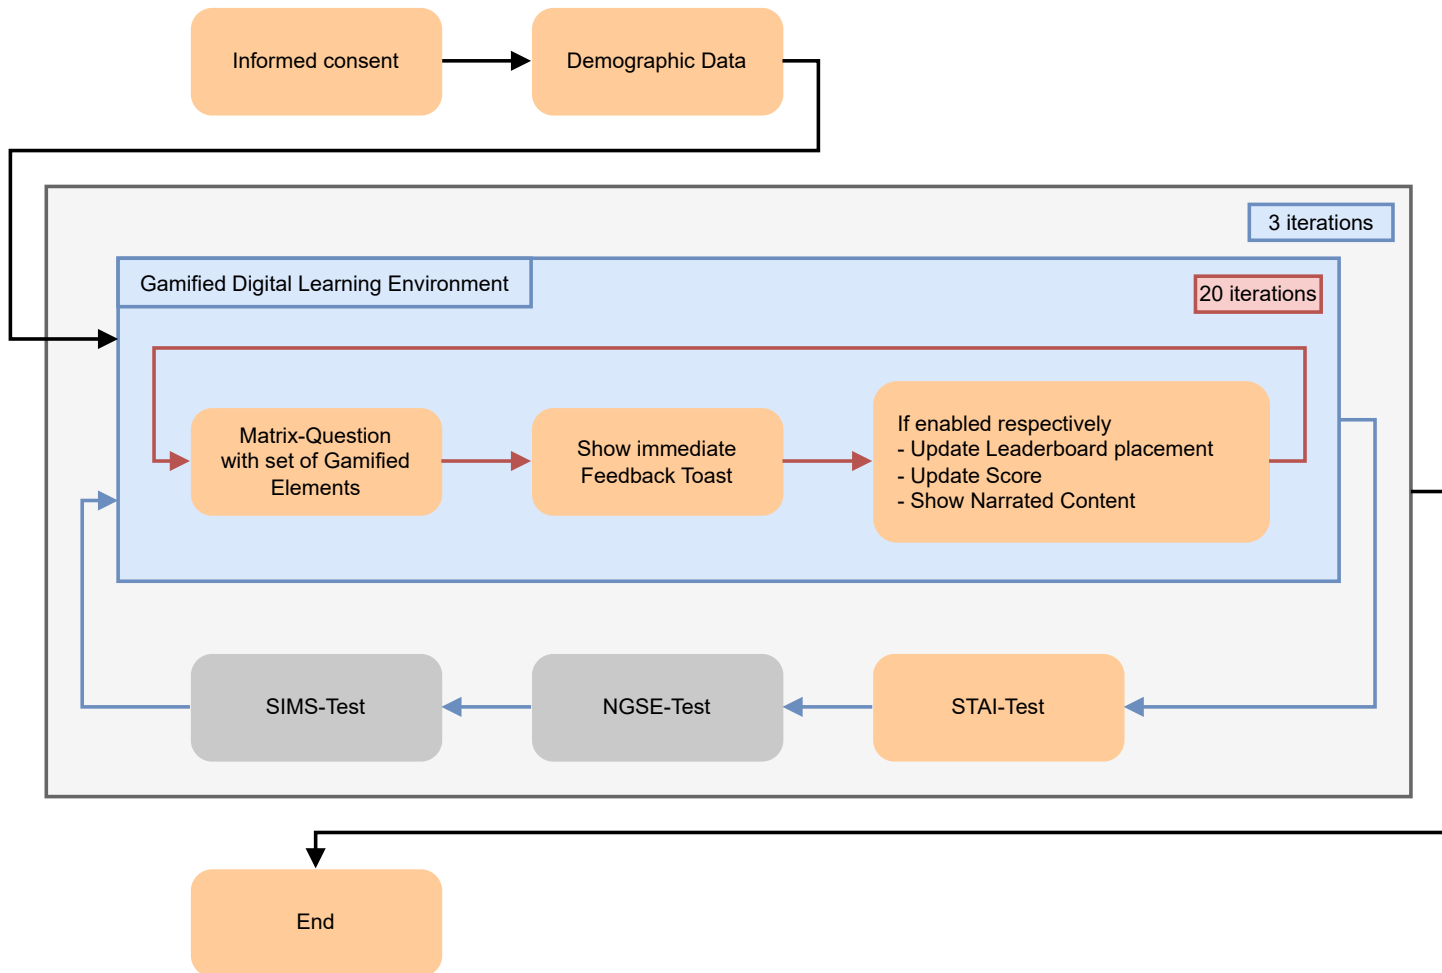 Informed consent
Demographic Data
3 iterations
Gamified Digital Learning Environment
20 iterations
Matrix-Question
with set of Gamified
Elements
Show immediate
Feedback Toast
If enabled respectively
- Update Leaderboard placement
- Update Score
- Show Narrated Content
SIMS-Test
NGSE-Test
STAI-Test
End